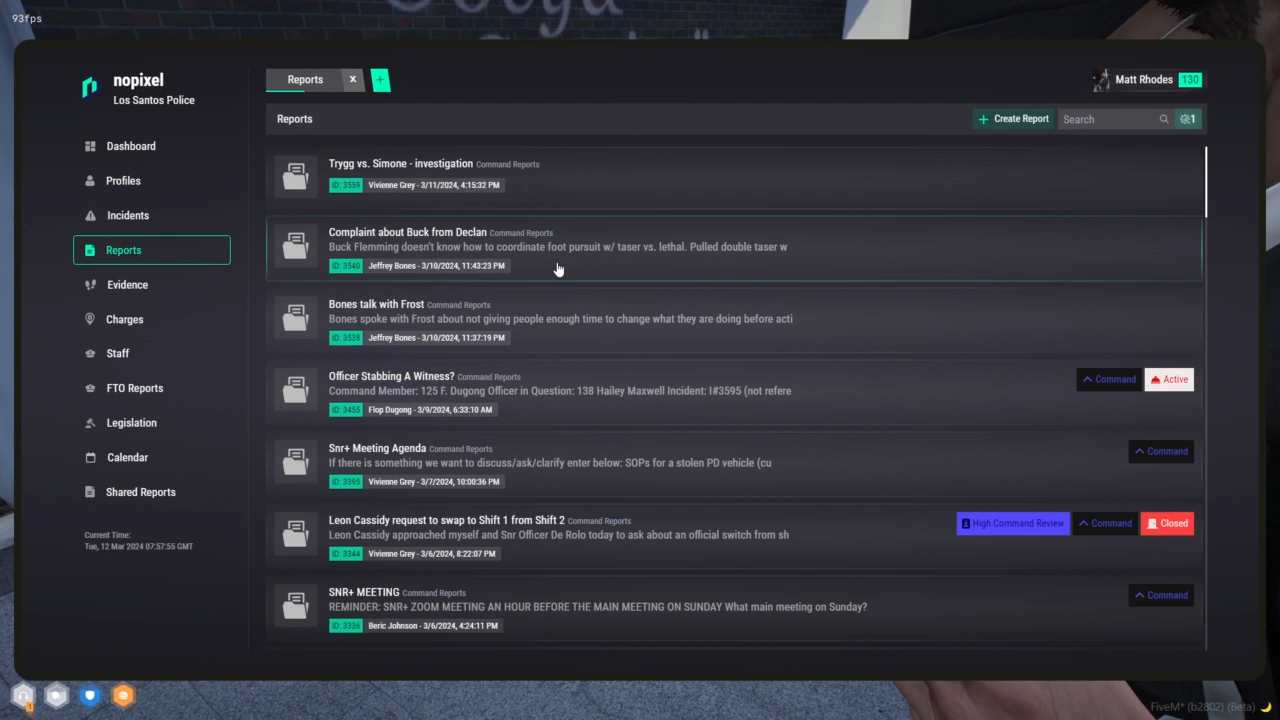 93fps
nopixel
Los Santos Police
Dashboard
Profiles
Incidents
Reports
Evidence
Charges
Staff
FTO Reports
Legislation
Calendar
Shared Reports
Current Time:
Tue, 12 Mar 2024 07:57:55 GMT
Reports x +
Matt Rhodes 130
Reports
+ Create Report Search 1
Trygg vs. Simone - investigation Command Reports
ID: 3559 Vivienne Grey - 3/11/2024, 4:15:32 PM
Complaint about Buck from Declan Command Reports
Buck Flemming doesn't know how to coordinate foot pursuit w/ taser vs. lethal. Pulled double taser w
ID: 3540 Jeffrey Bones - 3/10/2024, 11:43:23 PM
Bones talk with Frost Command Reports
Bones spoke with Frost about not giving people enough time to change what they are doing before acti
ID: 3538 Jeffrey Bones - 3/10/2024, 11:37:19 PM
Officer Stabbing A Witness? Command Reports
Command Active
Command Member: 125 F. Dugong Officer in Question: 138 Hailey Maxwell Incident: I#3595 (not refere
ID: 3455 Flop Dugong - 3/9/2024, 6:33:10 AM
Snr+ Meeting Agenda Command Reports
Command
If there is something we want to discuss/ask/clarify enter below: SOPs for a stolen PD vehicle (cu
ID: 3395 Vivienne Grey - 3/7/2024, 10:00:36 PM
Leon Cassidy request to swap to Shift 1 from Shift 2 Command Reports
High Command Review Command Closed
Leon Cassidy approached myself and Snr Officer De Rolo today to ask about an official switch from sh
ID: 3344 Vivienne Grey - 3/6/2024, 8:22:07 PM
SNR+ MEETING Command Reports
Command
REMINDER: SNR+ ZOOM MEETING AN HOUR BEFORE THE MAIN MEETING ON SUNDAY What main meeting on Sunday?
ID: 3336 Beric Johnson - 3/6/2024, 4:24:11 PM
1
FiveM* (b2802) (Beta)